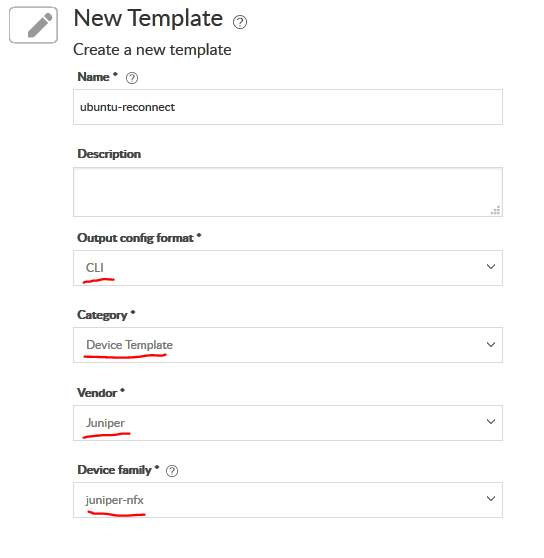 New Template ?
Create a new template
Name * ?
ubuntu-reconnect
Description
Output config format *
CLI
Category *
Device Template
Vendor *
Juniper
Device family * ?
juniper-nfx